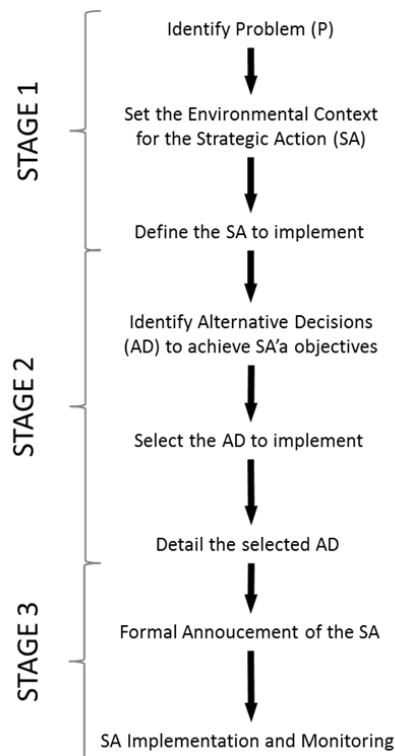 STAGE 1
Identify Problem (P)
Set the Environmental Context
for the Strategic Action (SA)
Define the SA to implement
STAGE 2
Identify Alternative Decisions
(AD) to achieve SA'a objectives
Select the AD to implement
Detail the selected AD
STAGE 3
Formal Annoucement of the SA
SA Implementation and Monitoring